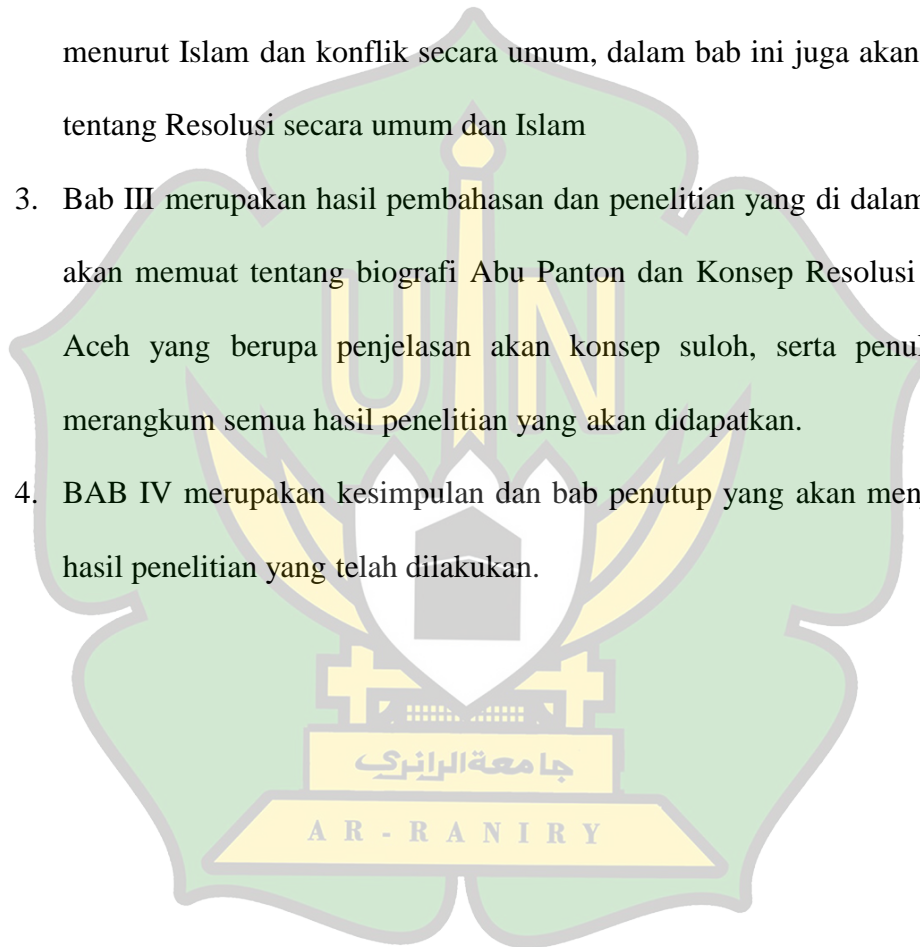 menurut Islam dan konflik secara umum, dalam bab ini juga akan
tentang Resolusi secara umum dan Islam
3. Bab III merupakan hasil pembahasan dan penelitian yang di dalam
akan memuat tentang biografi Abu Panton dan Konsep Resolusi
Aceh yang berupa penjelasan akan konsep suloh, serta
merangkum semua hasil penelitian yang akan didapatkan.
4. BAB IV merupakan kesimpulan dan bab penutup yang akan
hasil penelitian yang telah dilakukan.
UIN
جامعة الرانري
AR-RANIRY